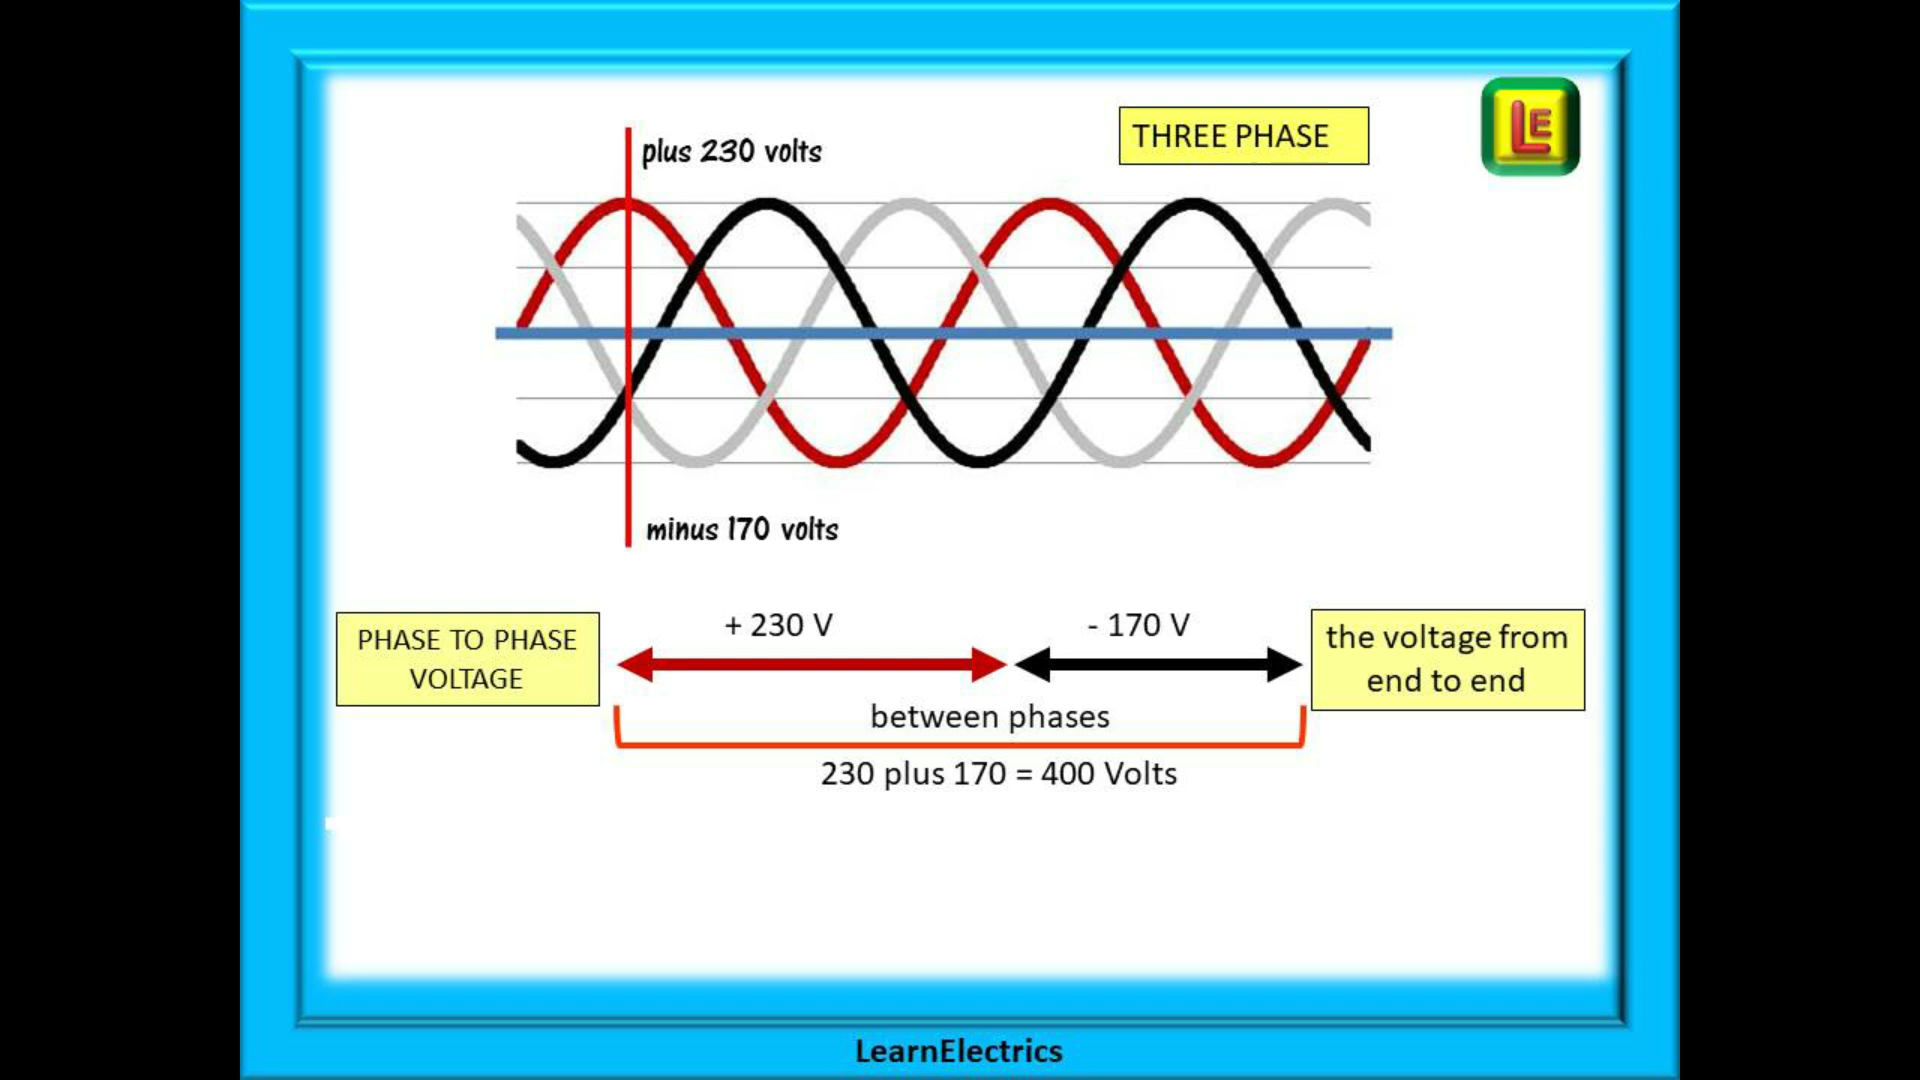 plus 230 volts
THREE PHASE
LE
minus 170 volts
PHASE TO PHASE
VOLTAGE
+ 230 V
- 170 V
the voltage from
end to end
between phases
230 plus 170 = 400 Volts
LearnElectrics